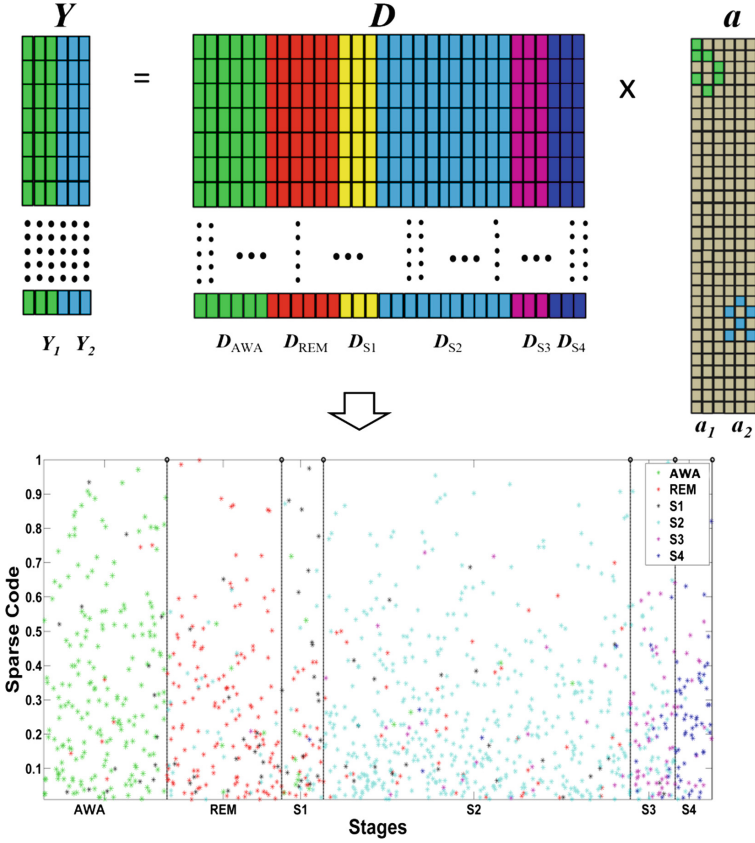 Y D a
= x
Y1 Y2 DAWA DREM DS1 DS2 DS3 DS4
a1 a2
1
0.9
0.8
0.7
0.6
0.5
0.4
0.3
0.2
0.1
Sparse Code
AWA
REM
S1
S2
S3
S4
AWA REM S1 S2 S3 S4
Stages